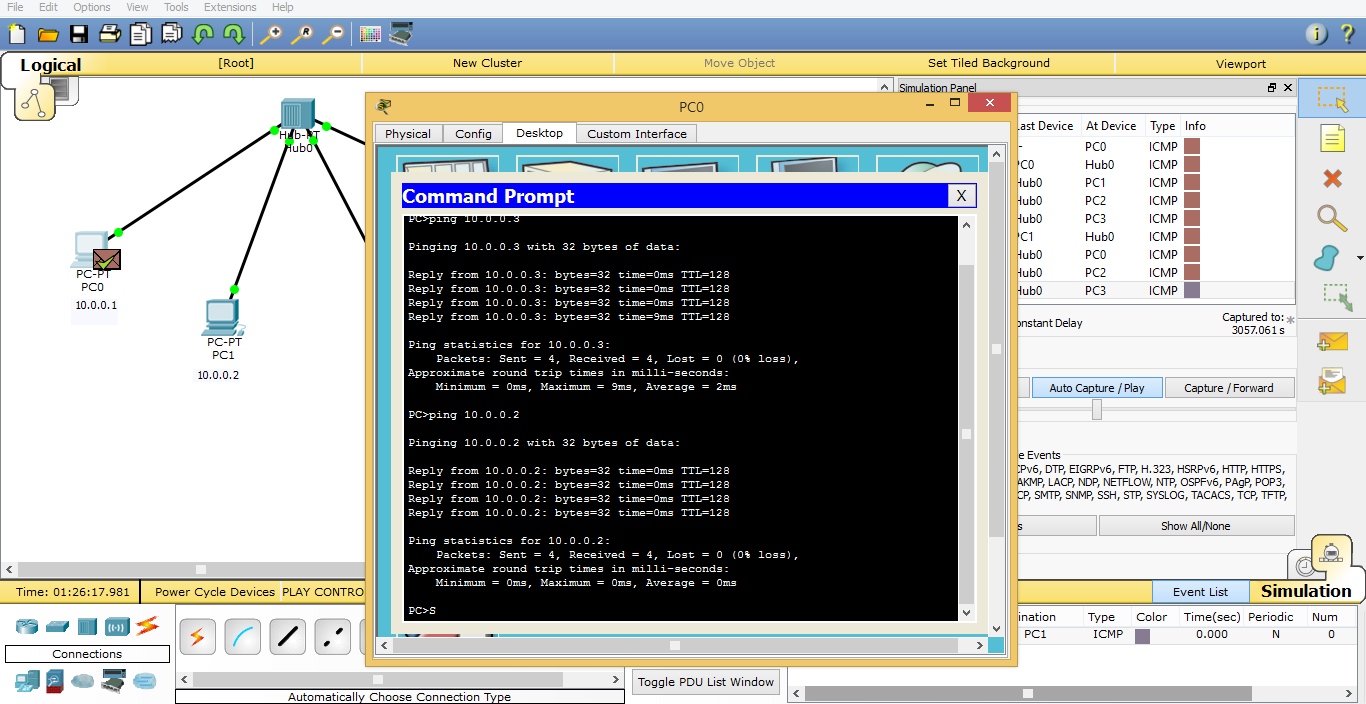 File Edit Options View Tools Extensions Help
Logical
[Root]
New Cluster
Move Object
Set Tiled Background
Viewport
Hub-PT
Hub0
PC-PT
PC0
10.0.0.1
PC-PT
PC1
10.0.0.2
PC0
Physical Config Desktop Custom Interface
Command Prompt X
PC>ping 10.0.0.3
Pinging 10.0.0.3 with 32 bytes of data:
Reply from 10.0.0.3: bytes=32 time=0ms TTL=128
Reply from 10.0.0.3: bytes=32 time=0ms TTL=128
Reply from 10.0.0.3: bytes=32 time=0ms TTL=128
Reply from 10.0.0.3: bytes=32 time=9ms TTL=128
Ping statistics for 10.0.0.3:
Packets: Sent = 4, Received = 4, Lost = 0 (0% loss),
Approximate round trip times in milli-seconds:
Minimum = 0ms, Maximum = 9ms, Average = 2ms
PC>ping 10.0.0.2
Pinging 10.0.0.2 with 32 bytes of data:
Reply from 10.0.0.2: bytes=32 time=0ms TTL=128
Reply from 10.0.0.2: bytes=32 time=0ms TTL=128
Reply from 10.0.0.2: bytes=32 time=0ms TTL=128
Reply from 10.0.0.2: bytes=32 time=0ms TTL=128
Ping statistics for 10.0.0.2:
Packets: Sent = 4, Received = 4, Lost = 0 (0% loss),
Approximate round trip times in milli-seconds:
Minimum = 0ms, Maximum = 0ms, Average = 0ms
PC>S
Simulation Panel
Last Device At Device Type Info
-- PC0 ICMP
PC0 Hub0 ICMP
Hub0 PC1 ICMP
Hub0 PC2 ICMP
Hub0 PC3 ICMP
PC1 Hub0 ICMP
Hub0 PC0 ICMP
Hub0 PC2 ICMP
Hub0 PC3 ICMP
onstant Delay
Captured to: *
3057.061 s
Auto Capture / Play
Capture / Forward
e Events
CPv6, DTP, EIGRPv6, FTP, H.323, HSRPv6, HTTP, HTTPS,
AKMP, LACP, NDP, NETFLOW, NTP, OSPFv6, PAgP, POP3,
CP, SMTP, SNMP, SSH, STP, SYSLOG, TACACS, TCP, TFTP,
s
Show All/None
Time: 01:26:17.981
Power Cycle Devices PLAY CONTRO
Event List
Simulation
Connections
Automatically Choose Connection Type
Toggle PDU List Window
ination Type Color Time(sec) Periodic Num
PC1 ICMP 0.000 N 0